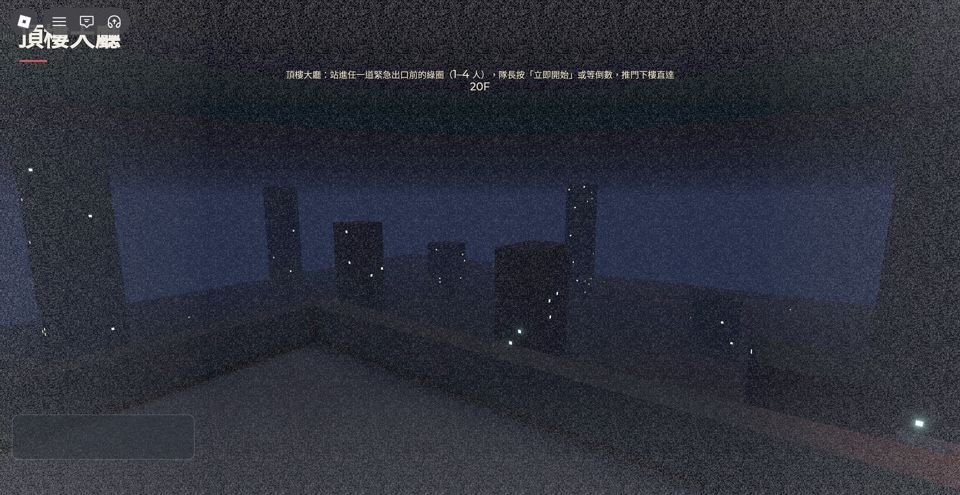 頂樓大廳
頂樓大廳：站進任一道緊急出口前的綠圈（1–4 人），隊長按「立即開始」或等倒數，推門下樓直達
20F